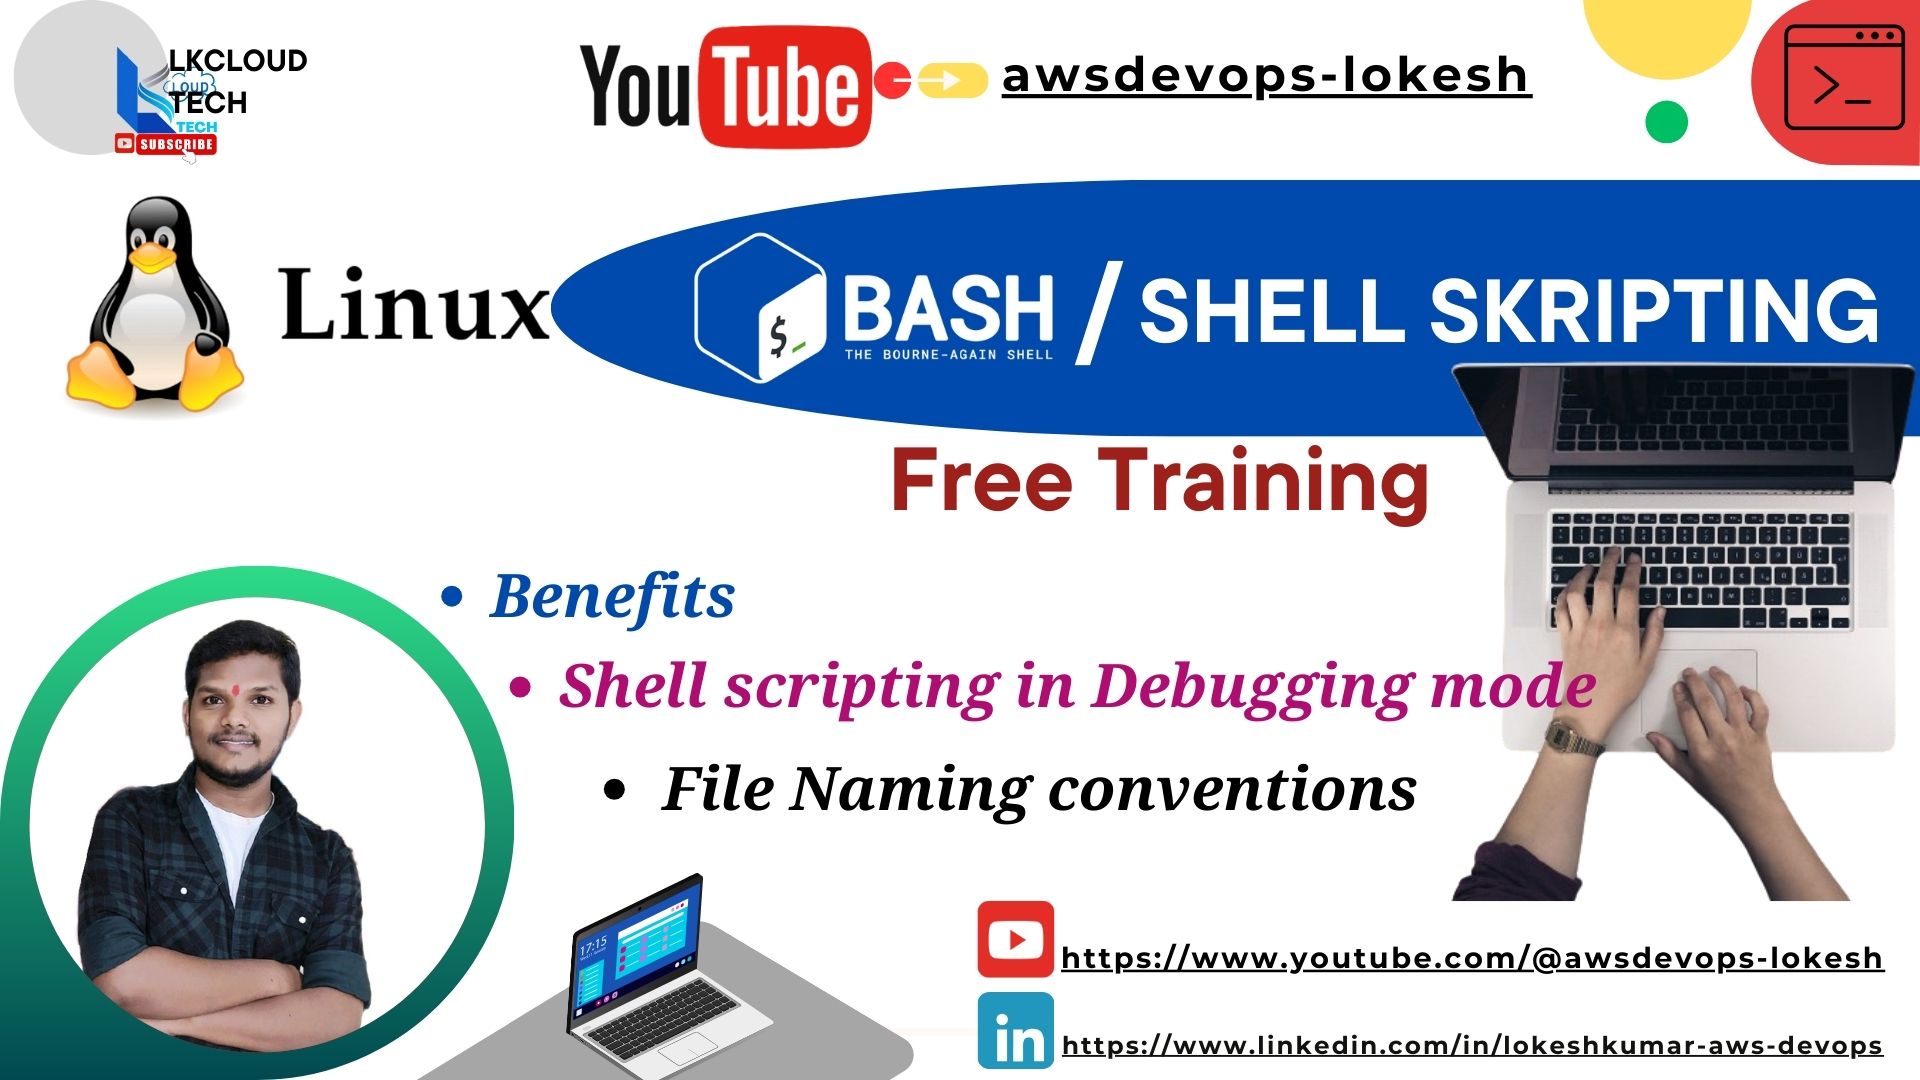 LKCLOUD
TECH
LOUD
TECH
SUBSCRIBE
YouTube
awsdevops-lokesh
Linux
$_
BASH
THE BOURNE-AGAIN SHELL
/ SHELL SKRIPTING
Free Training
• Benefits
• Shell scripting in Debugging mode
• File Naming conventions
17:15
https://www.youtube.com/@awsdevops-lokesh
in
https://www.linkedin.com/in/lokeshkumar-aws-devops